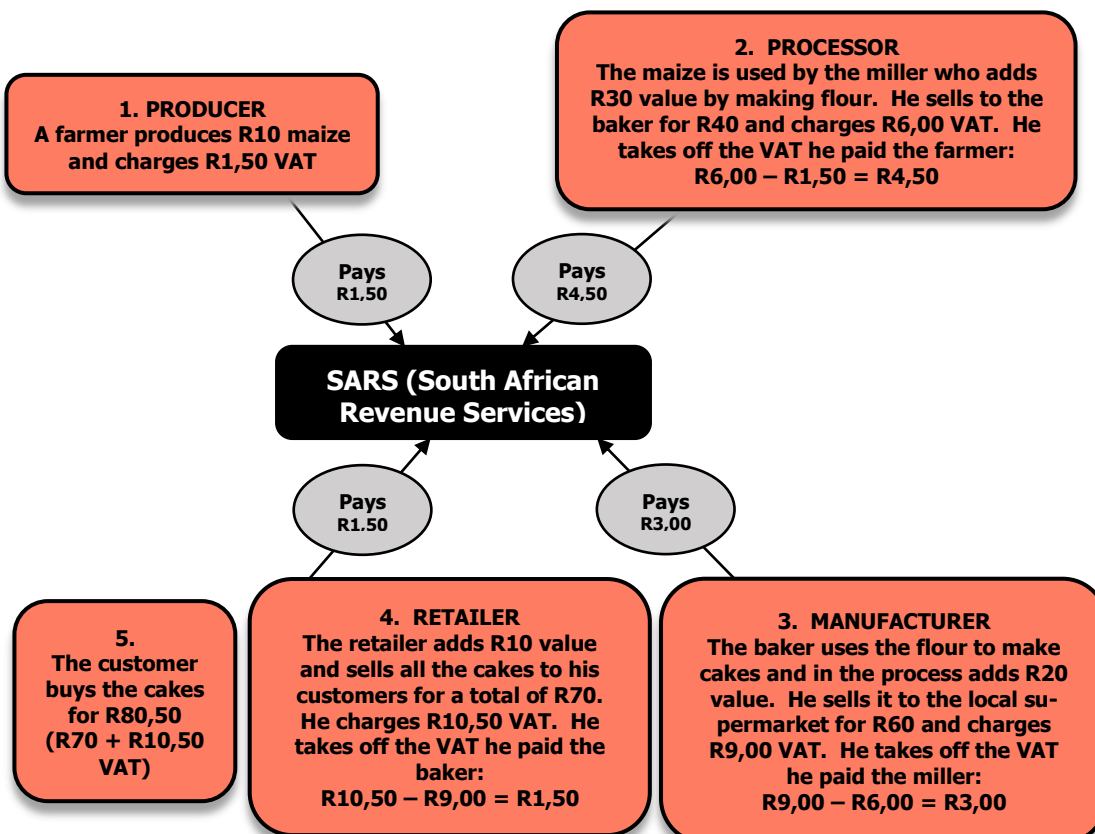 1. PRODUCER
A farmer produces R10 maize
and charges R1,50 VAT
2. PROCESSOR
The maize is used by the miller who adds
R30 value by making flour. He sells to the
baker for R40 and charges R6,00 VAT. He
takes off the VAT he paid the farmer:
R6,00 – R1,50 = R4,50
Pays
R1,50
Pays
R4,50
SARS (South African
Revenue Services)
Pays
R1,50
Pays
R3,00
5.
The customer
buys the cakes
for R80,50
(R70 + R10,50
VAT)
4. RETAILER
The retailer adds R10 value
and sells all the cakes to his
customers for a total of R70.
He charges R10,50 VAT. He
takes off the VAT he paid the
baker:
R10,50 – R9,00 = R1,50
3. MANUFACTURER
The baker uses the flour to make
cakes and in the process adds R20
value. He sells it to the local su-
permarket for R60 and charges
R9,00 VAT. He takes off the VAT
he paid the miller:
R9,00 – R6,00 = R3,00